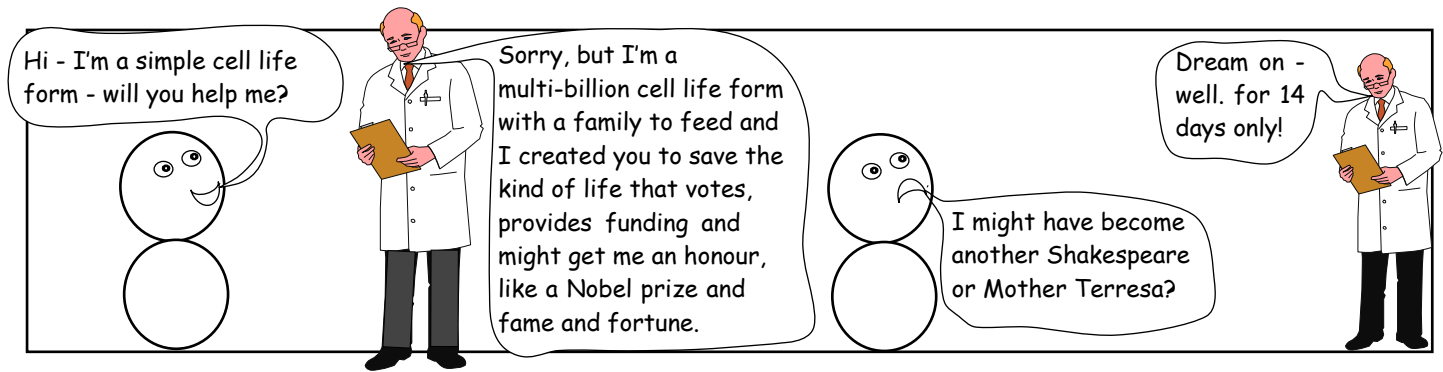 Hi - I'm a simple cell life
form - will you help me?
Sorry, but I'm a
multi-billion cell life form
with a family to feed and
I created you to save the
kind of life that votes,
provides funding and
might get me an honour,
like a Nobel prize and
fame and fortune.
I might have become
another Shakespeare
or Mother Terresa?
Dream on -
well. for 14
days only!